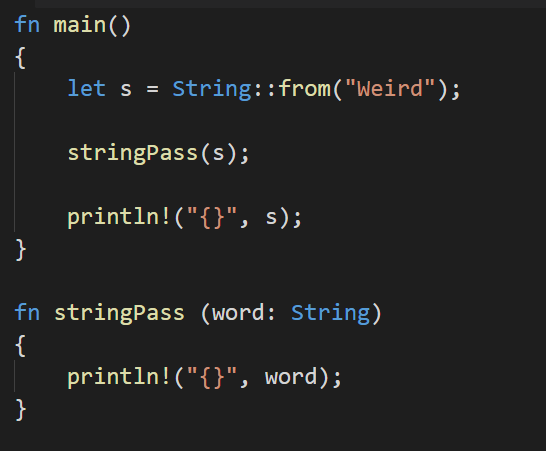 fn main()
{
    let s = String::from("Weird");
    stringPass(s);
    println!("{}", s);
}
fn stringPass (word: String)
{
    println!("{}", word);
}